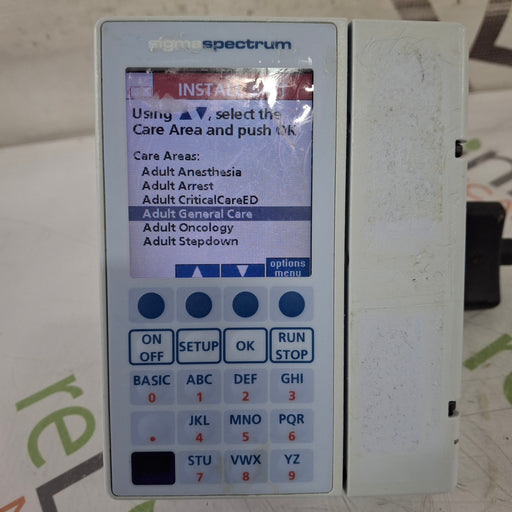 sigmaspectrum
INSTALL
Using ▲▼, select the
Care Area and push OK
Care Areas:
Adult Anesthesia
Adult Arrest
Adult CriticalCareED
Adult General Care
Adult Oncology
Adult Stepdown
options
menu
ON
OFF
SETUP
OK
RUN
STOP
BASIC
0
ABC
1
DEF
2
GHI
3
.
JKL
4
MNO
5
PQR
6
STU
7
VWX
8
YZ
9